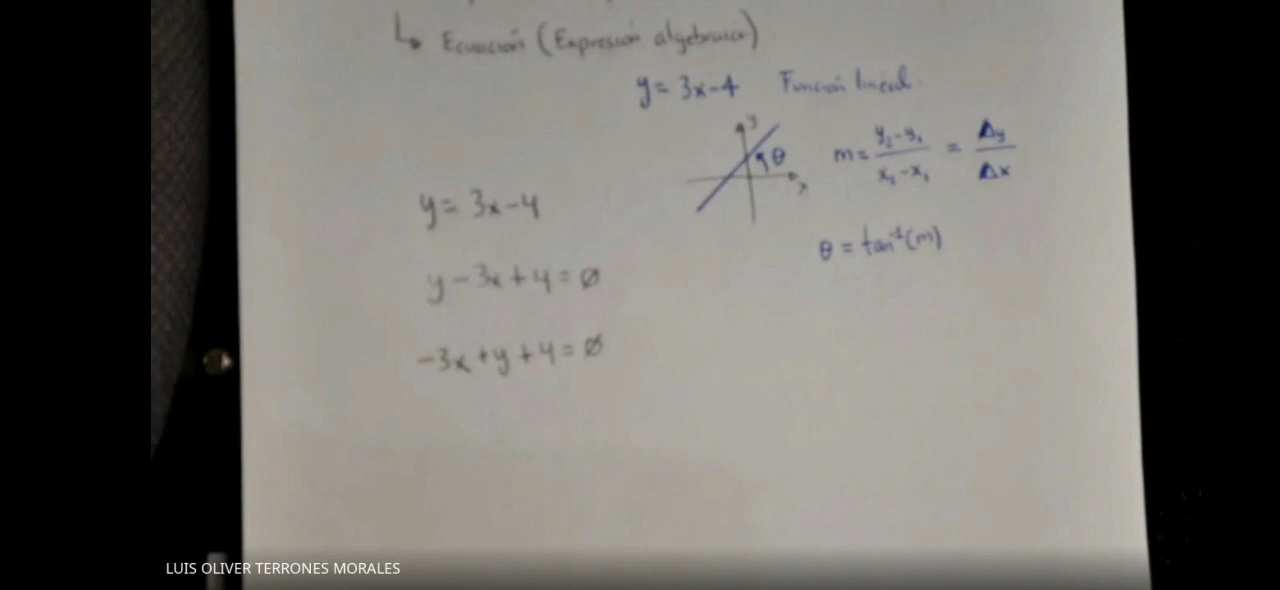 ↳ Ecuación (Expresión algebraica)
y = 3x-4 Función lineal.
y
θ
x
m = (y₂-y₁)/(x₂-x₁) = Δy/Δx
θ = tan⁻¹(m)
y = 3x-4
y-3x+4=∅
-3x+y+4=∅
LUIS OLIVER TERRONES MORALES